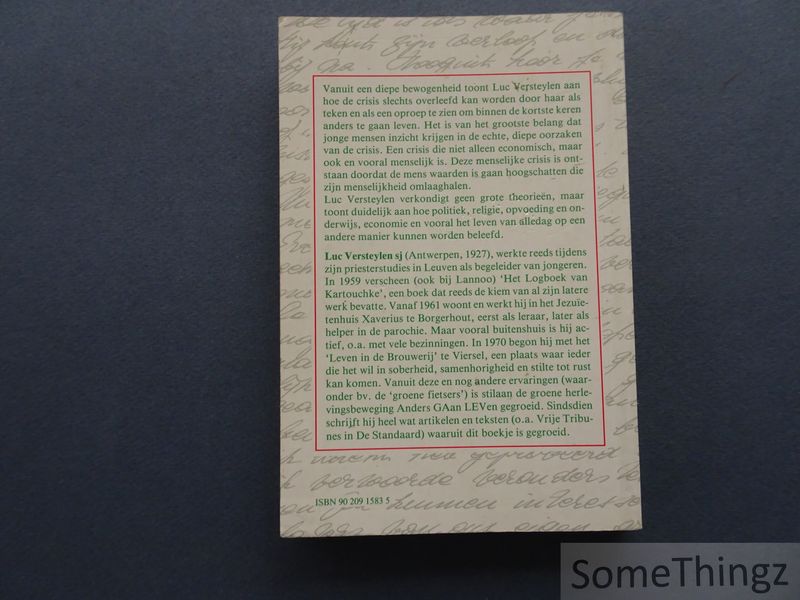 Vanuit een diepe bewogenheid toont Luc Versteylen aan
hoe de crisis slechts overleefd kan worden door haar als
teken en als een oproep te zien om binnen de kortste keren
anders te gaan leven. Het is van het grootste belang dat
jonge mensen inzicht krijgen in de echte, diepe oorzaken
van de crisis. Een crisis die niet alleen economisch, maar
ook en vooral menselijk is. Deze menselijke crisis is ont-
staan doordat de mens waarden is gaan hoogschatten die
zijn menselijkheid omlaaghalen.
Luc Versteylen verkondigt geen grote theorieën, maar
toont duidelijk aan hoe politiek, religie, opvoeding en on-
derwijs, economie en vooral het leven van alledag op een
andere manier kunnen worden beleefd.
Luc Versteylen sj (Antwerpen, 1927), werkte reeds tijdens
zijn priesterstudies in Leuven als begeleider van jongeren.
In 1959 verscheen (ook bij Lannoo) ‘Het Logboek van
Kartouchke’, een boek dat reeds de kiem van al zijn latere
werk bevatte. Vanaf 1961 woont en werkt hij in het Jezuïe-
tenhuis Xaverius te Borgerhout, eerst als leraar, later als
helper in de parochie. Maar vooral buitenshuis is hij ac-
tief, o.a. met vele bezinningen. In 1970 begon hij met het
‘Leven in de Brouwerij’ te Viersel, een plaats waar ieder
die het wil in soberheid, samenhorigheid en stilte tot rust
kan komen. Vanuit deze en nog andere ervaringen (waar-
onder bv. de ‘groene fietsers’) is stilaan de groene herle-
vingsbeweging Anders GAan LEVen gegroeid. Sindsdien
schrijft hij heel wat artikelen en teksten (o.a. Vrije Tribu-
nes in De Standaard) waaruit dit boekje is gegroeid.
ISBN 90 209 1583 5
SomeThingz